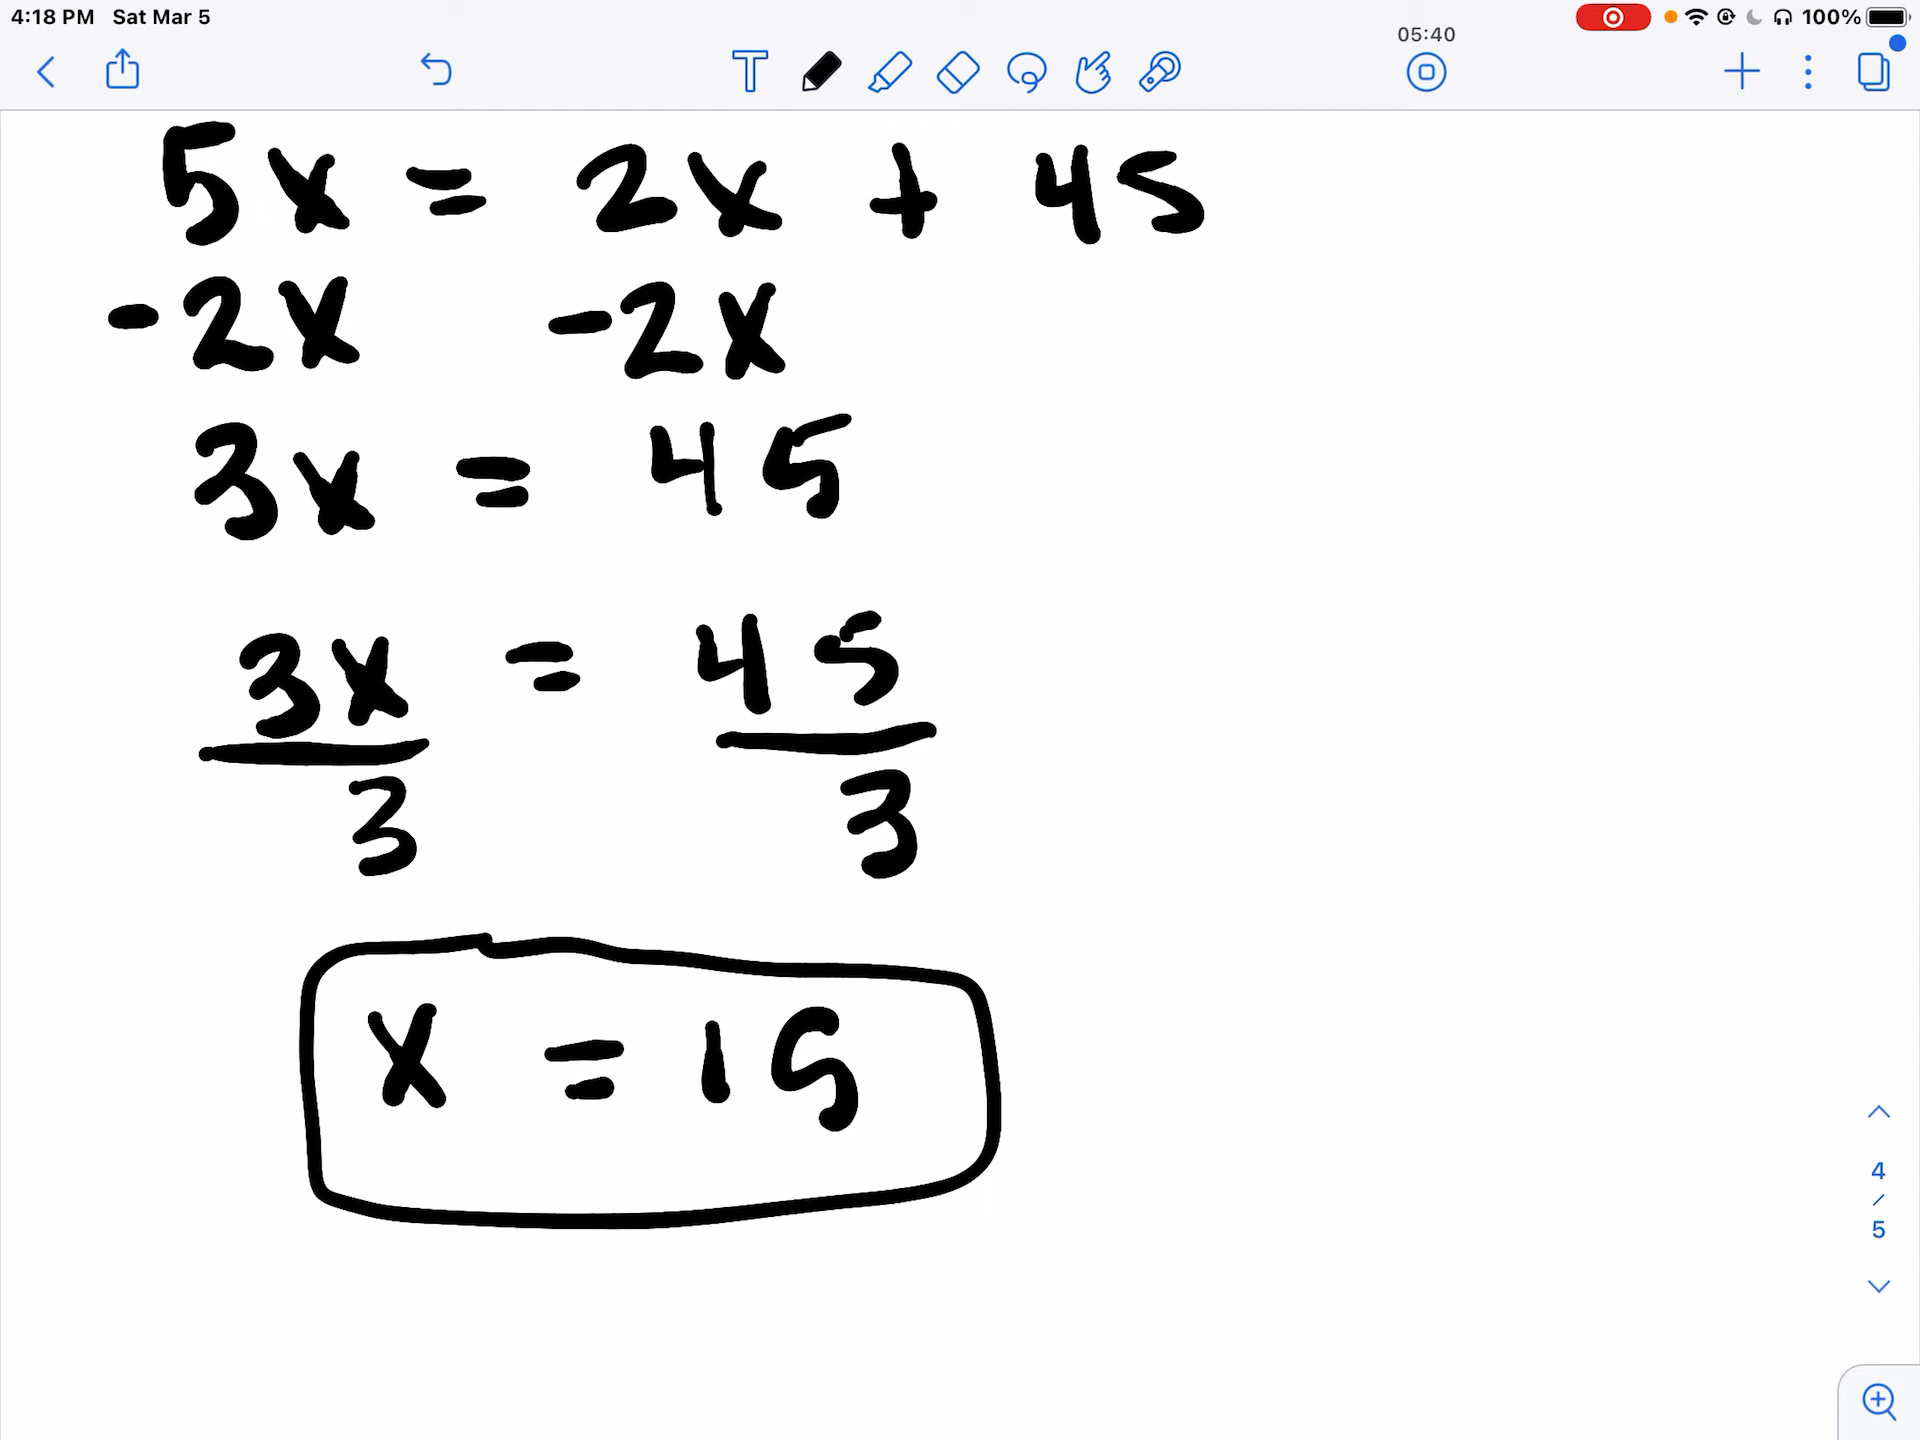 4:18 PM Sat Mar 5 100%
05:40
T
5x = 2x + 45
-2x -2x
3x = 45
3x = 45
3 3
x = 15
4
/
5